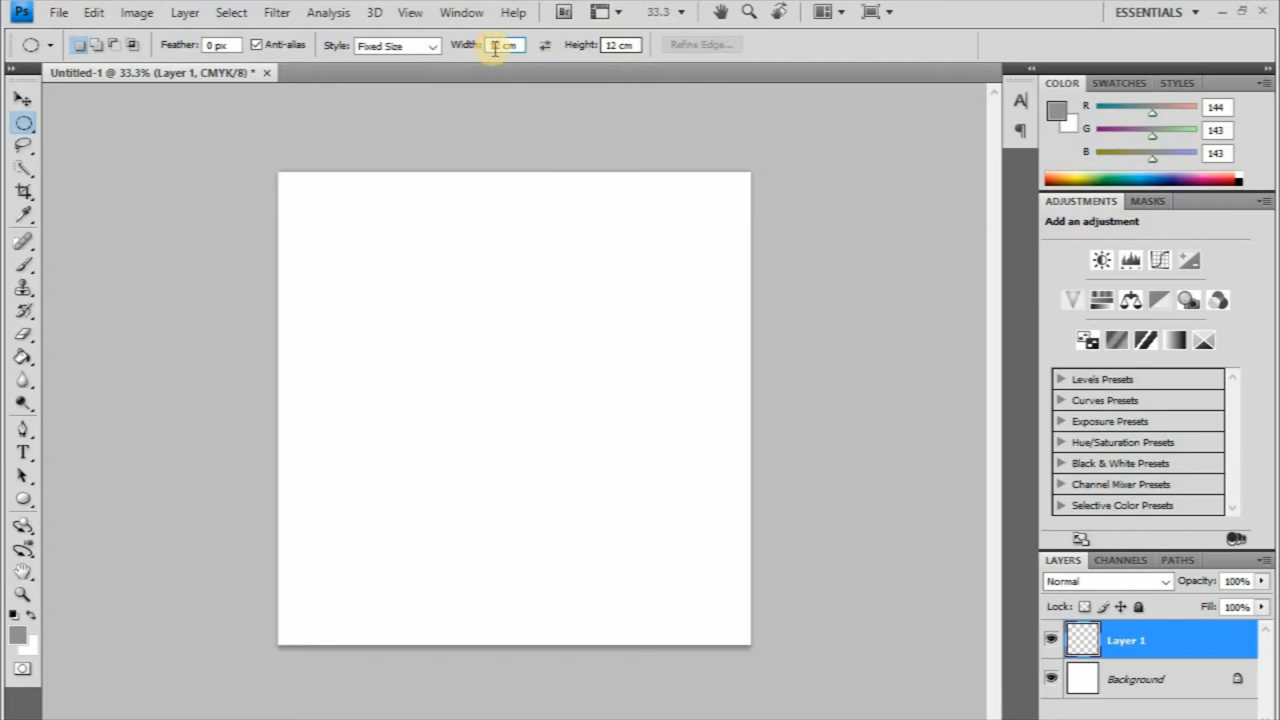 Ps File Edit Image Layer Select Filter Analysis 3D View Window Help Br 33.3 ESSENTIALS
Feather: 0 px Anti-alias Style: Fixed Size Width: 12 cm Height: 12 cm Refine Edge...
Untitled-1 @ 33.3% (Layer 1, CMYK/8) *
COLOR SWATCHES STYLES
R 144
G 143
B 143
ADJUSTMENTS MASKS
Add an adjustment
Levels Presets
Curves Presets
Exposure Presets
Hue/Saturation Presets
Black & White Presets
Channel Mixer Presets
Selective Color Presets
LAYERS CHANNELS PATHS
Normal Opacity: 100%
Lock: Fill: 100%
Layer 1
Background